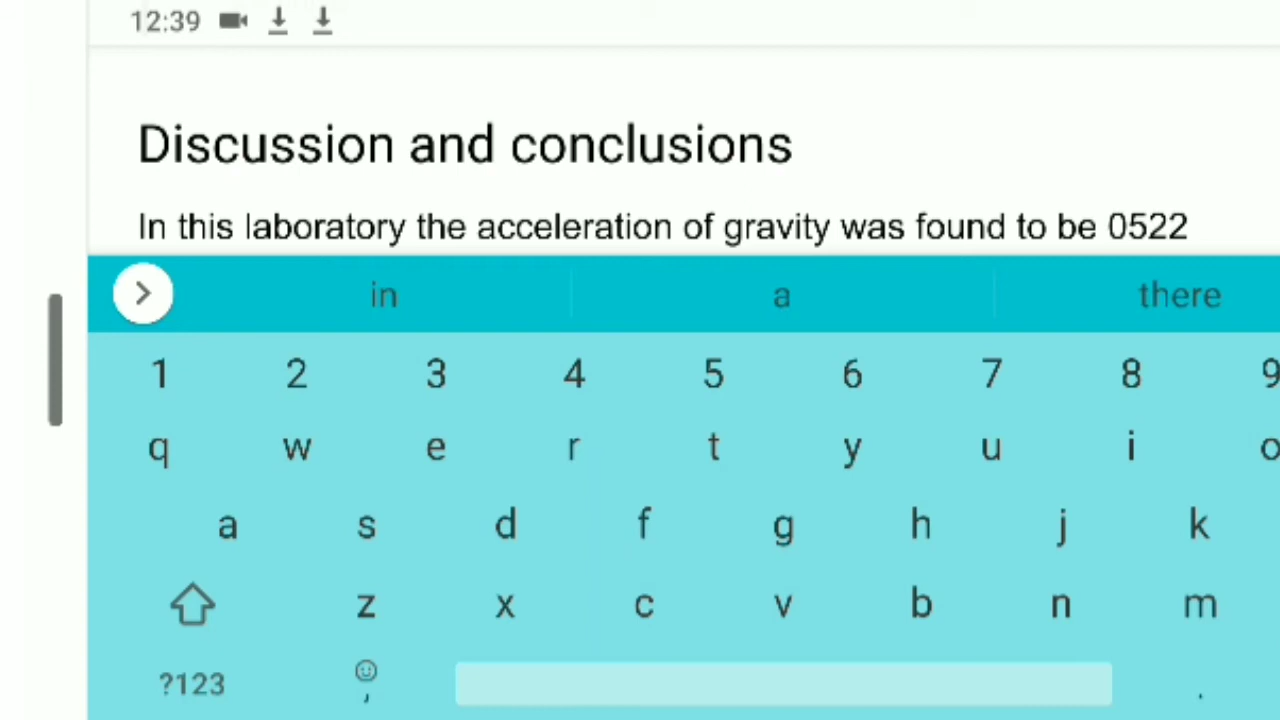 12:39
Discussion and conclusions
In this laboratory the acceleration of gravity was found to be 0522
in a there
1 2 3 4 5 6 7 8 9
q w e r t y u i o
a s d f g h j k
z x c v b n m
?123 , .